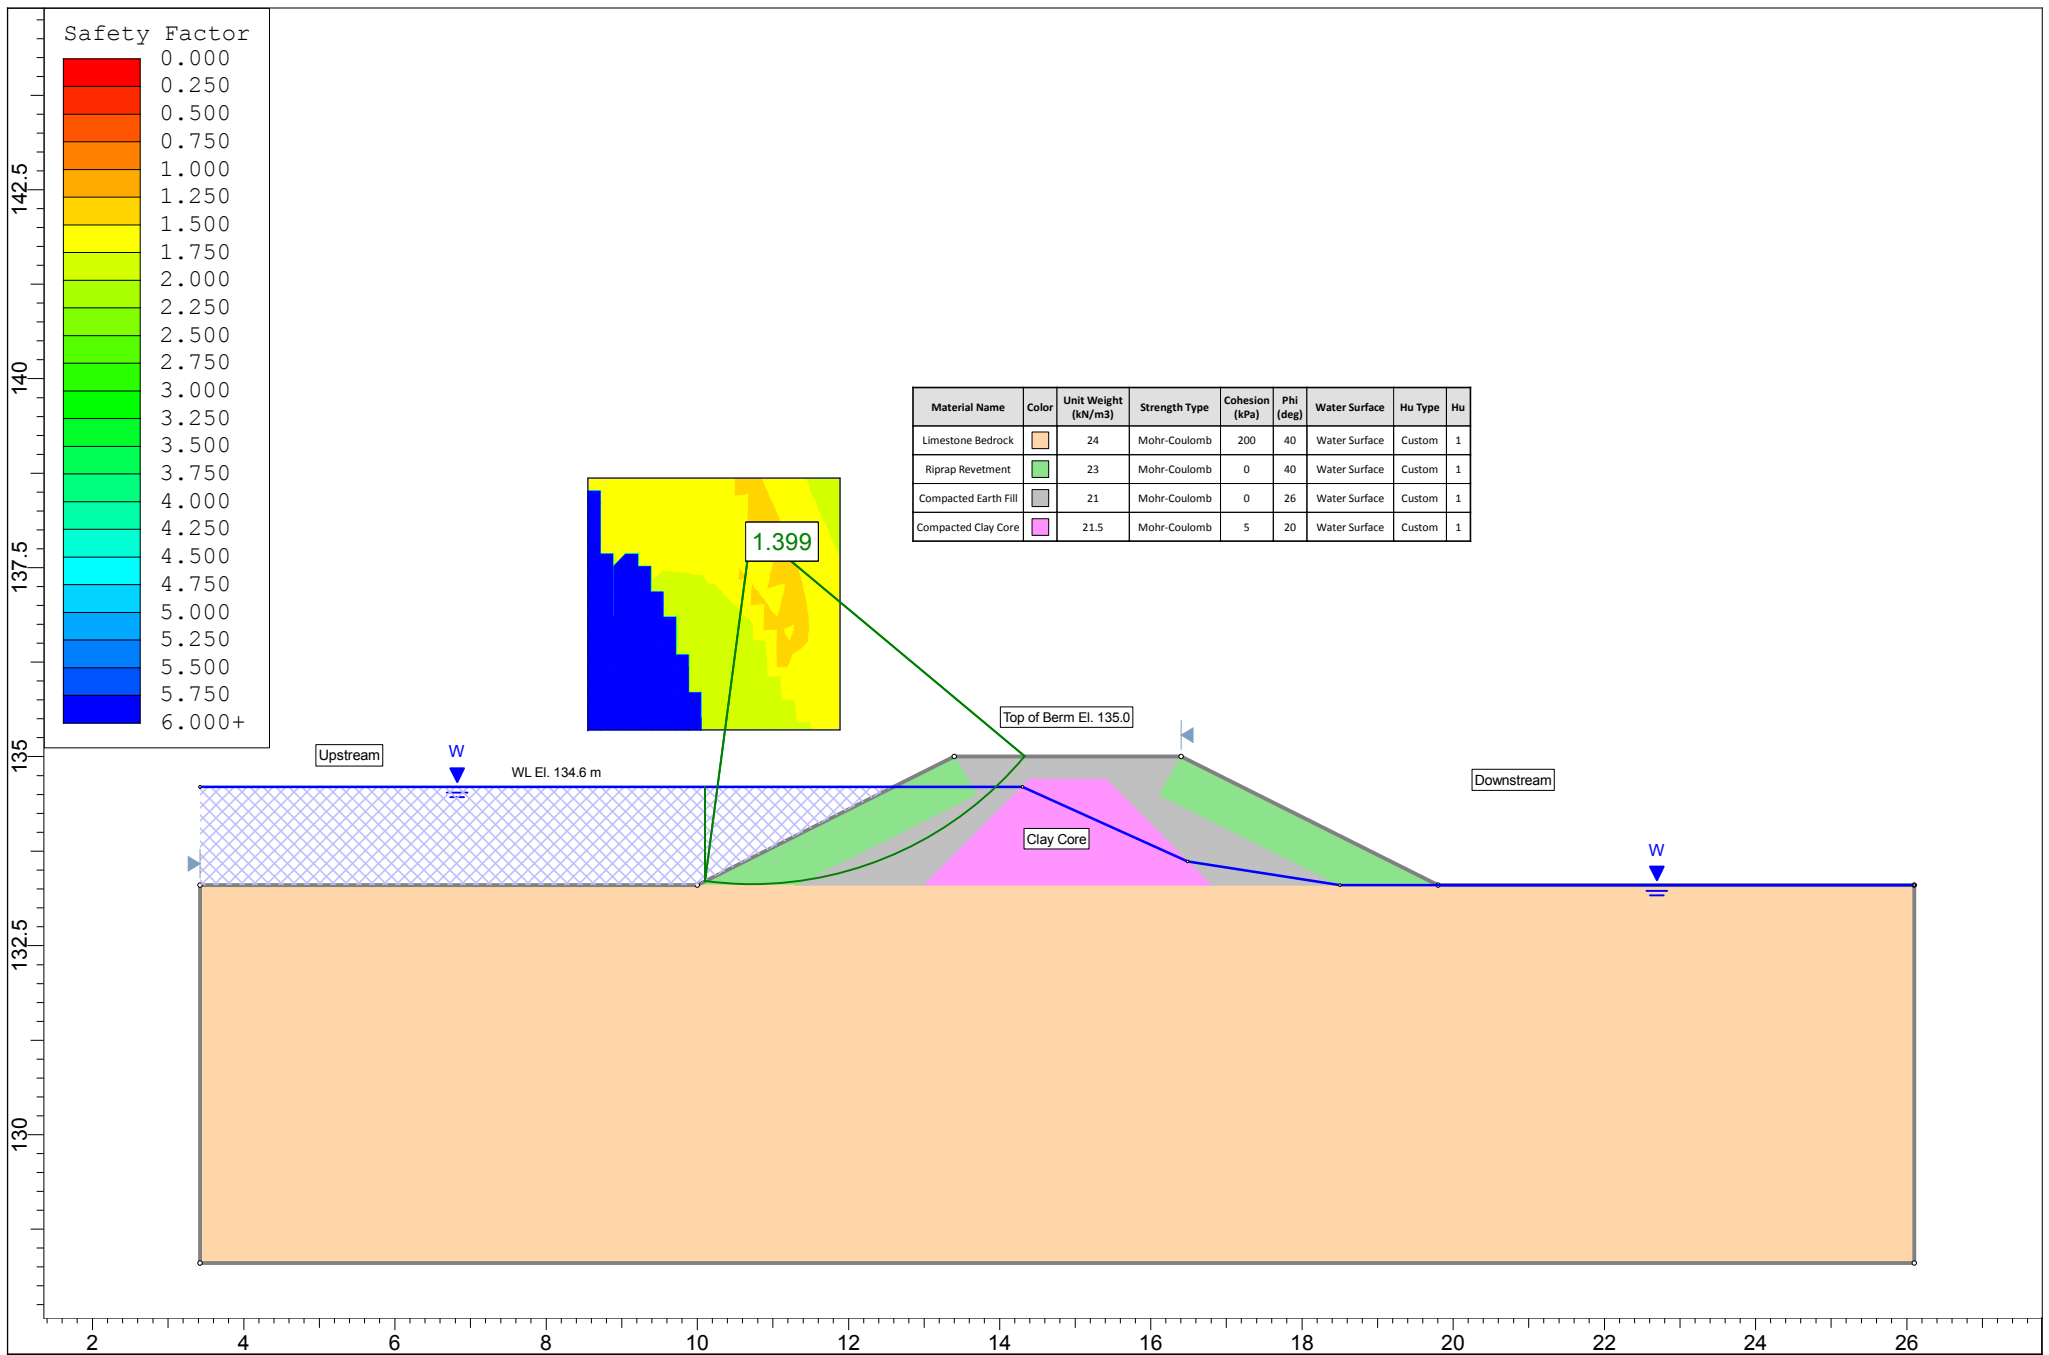 Safety Factor
0.000
0.250
0.500
0.750
1.000
1.250
1.500
1.750
2.000
2.250
2.500
2.750
3.000
3.250
3.500
3.750
4.000
4.250
4.500
4.750
5.000
5.250
5.500
5.750
6.000+
142.5
140
137.5
135
132.5
130
Material Name Color Unit Weight (kN/m3) Strength Type Cohesion (kPa) Phi (deg) Water Surface Hu Type Hu
Limestone Bedrock 24 Mohr-Coulomb 200 40 Water Surface Custom 1
Riprap Revetment 23 Mohr-Coulomb 0 40 Water Surface Custom 1
Compacted Earth Fill 21 Mohr-Coulomb 0 26 Water Surface Custom 1
Compacted Clay Core 21.5 Mohr-Coulomb 5 20 Water Surface Custom 1
1.399
Top of Berm El. 135.0
Upstream
W
WL El. 134.6 m
Downstream
Clay Core
W
2 4 6 8 10 12 14 16 18 20 22 24 26